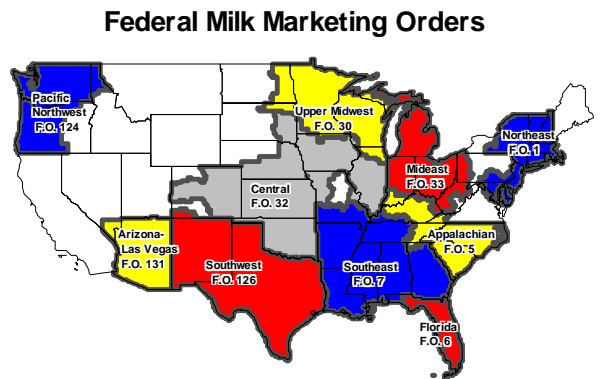 Federal Milk Marketing Orders
Pacific
Northwest
F.O. 124
Upper Midwest
F.O. 30
Northeast
F.O. 1
Mideast
F.O. 33
Central
F.O. 32
Arizona-
Las Vegas
F.O. 131
Appalachian
F.O. 5
Southwest
F.O. 126
Southeast
F.O. 7
Florida
F.O. 6